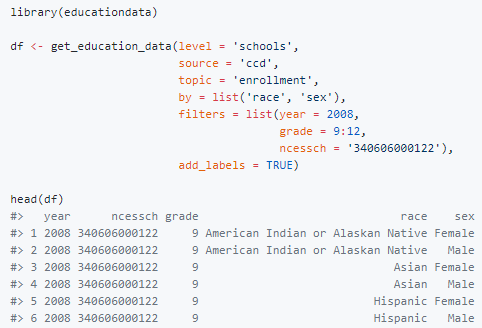 library(educationdata)
df <- get_education_data(level = 'schools',
                         source = 'ccd',
                         topic = 'enrollment',
                         by = list('race', 'sex'),
                         filters = list(year = 2008,
                                        grade = 9:12,
                                        ncessch = '340606000122'),
                         add_labels = TRUE)
head(df)
#>   year      ncessch grade                              race    sex
#> 1 2008 340606000122     9 American Indian or Alaskan Native Female
#> 2 2008 340606000122     9 American Indian or Alaskan Native   Male
#> 3 2008 340606000122     9                             Asian Female
#> 4 2008 340606000122     9                             Asian   Male
#> 5 2008 340606000122     9                          Hispanic Female
#> 6 2008 340606000122     9                          Hispanic   Male